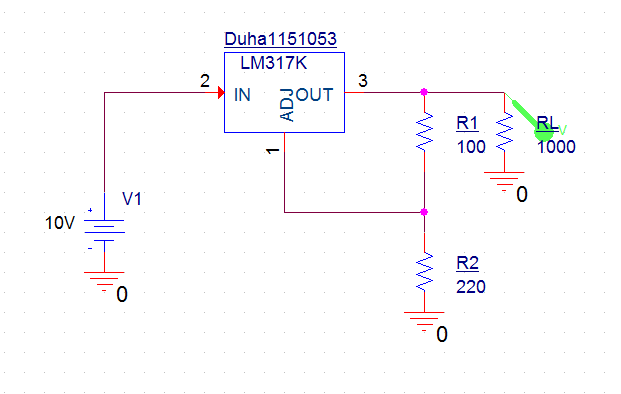 Duha1151053
LM317K
2
IN
ADJ
OUT
3
1
R1
100
RL
1000
V
0
V1
10V
+
-
0
R2
220
0